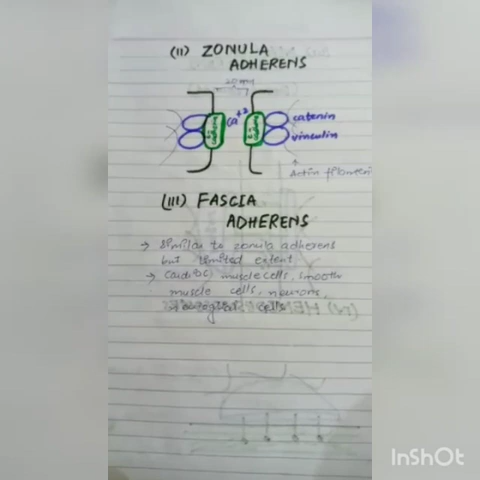 (II) ZONULA
ADHERENS
20 nm
Ca+2
catenin
vinculin
Actin filament
(III) FASCIA
ADHERENS
→ Similar to zonula adherens
but limited extent
→ Cardiac muscle cells, smooth
muscle cells, neurons,
cells
InShOt